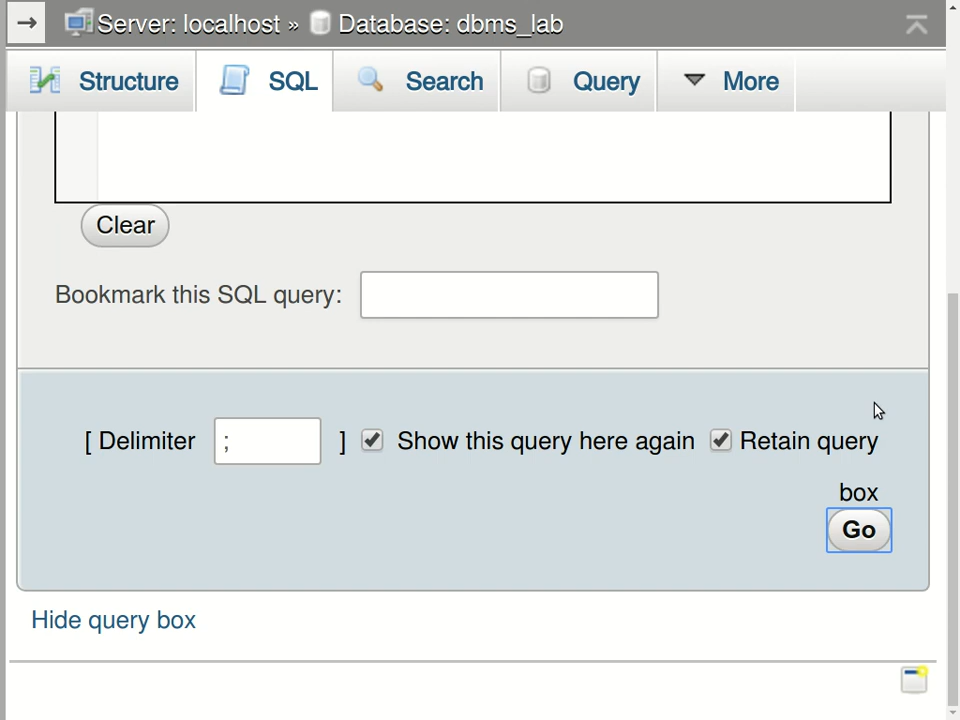 Server: localhost » Database: dbms_lab
Structure SQL Search Query More
Clear
Bookmark this SQL query:
[ Delimiter ; ] Show this query here again Retain query
box
Go
Hide query box